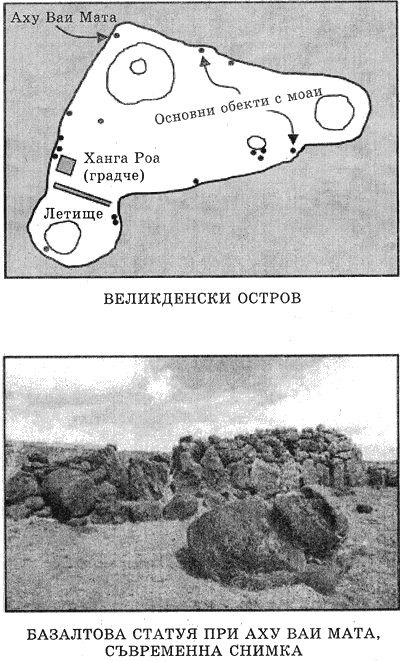 Аху Ваи Мата
Основни обекти с моаи
Ханга Роа
(градче)
Летище
ВЕЛИКДЕНСКИ ОСТРОВ
БАЗАЛТОВА СТАТУЯ ПРИ АХУ ВАИ МАТА,
СЪВРЕМЕННА СНИМКА